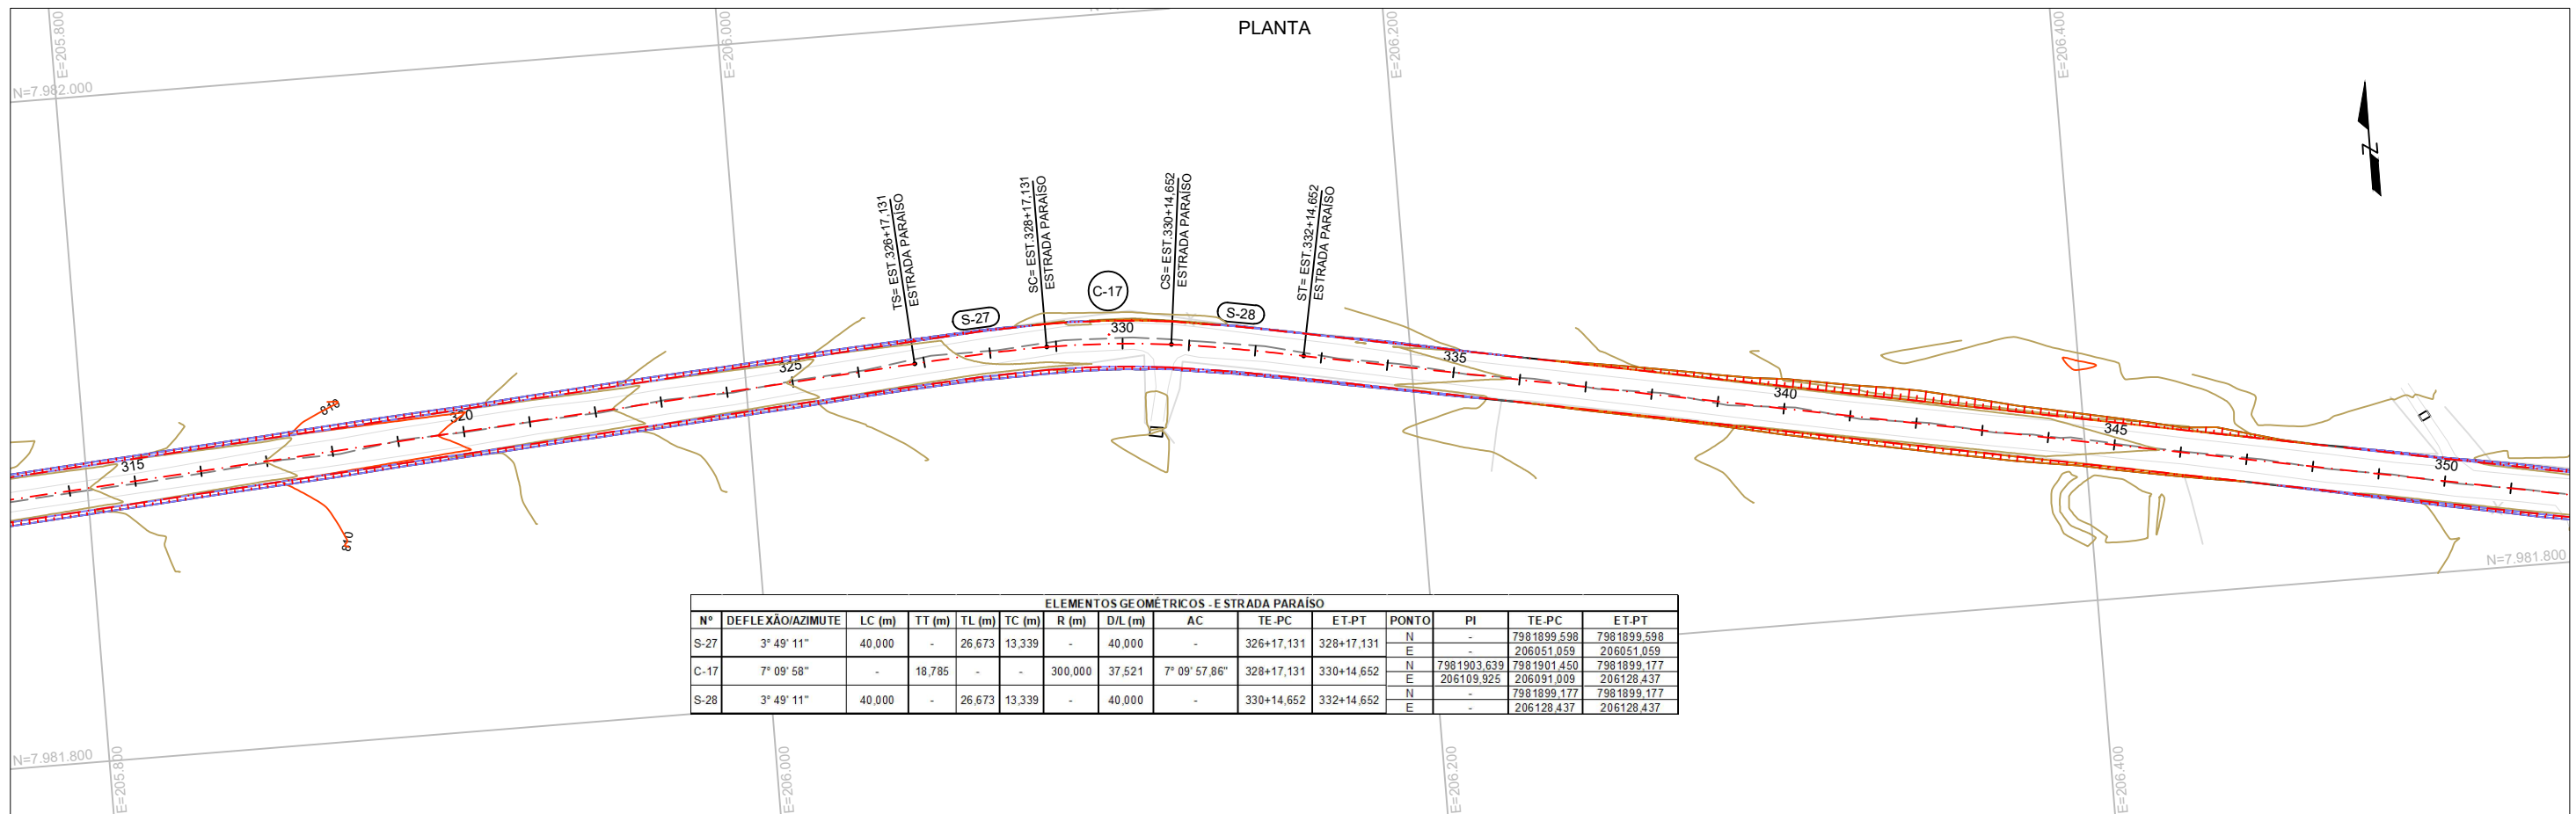 PLANTA
E=205.800
E=206.000
E=206.200
E=206.400
N=7.982.000
TS= EST.326+17,131
ESTRADA PARAÍSO
SC= EST.328+17,131
ESTRADA PARAÍSO
CS= EST.330+14,652
ESTRADA PARAÍSO
ST= EST.332+14,652
ESTRADA PARAÍSO
N
S-27
C-17
S-28
315
810
320
325
330
335
340
345
350
810
N=7.981.800
ELEMENTOS GEOMÉTRICOS - ESTRADA PARAÍSO
Nº DEFLEXÃO/AZIMUTE LC (m) TT (m) TL (m) TC (m) R (m) D/L (m) AC TE-PC ET-PT PONTO PI TE-PC ET-PT
S-27 3° 49' 11" 40,000 - 26,673 13,339 - 40,000 - 326+17,131 328+17,131 N - 7981899,598 7981899,598
E - 206051,059 206051,059
C-17 7° 09' 58" - 18,785 - - 300,000 37,521 7° 09' 57,86" 328+17,131 330+14,652 N 7981903,639 7981901,450 7981899,177
E 206109,925 206091,009 206128,437
S-28 3° 49' 11" 40,000 - 26,673 13,339 - 40,000 - 330+14,652 332+14,652 N - 7981899,177 7981899,177
E - 206128,437 206128,437
N=7.981.800
E=205.800
E=206.000
E=206.200
E=206.400